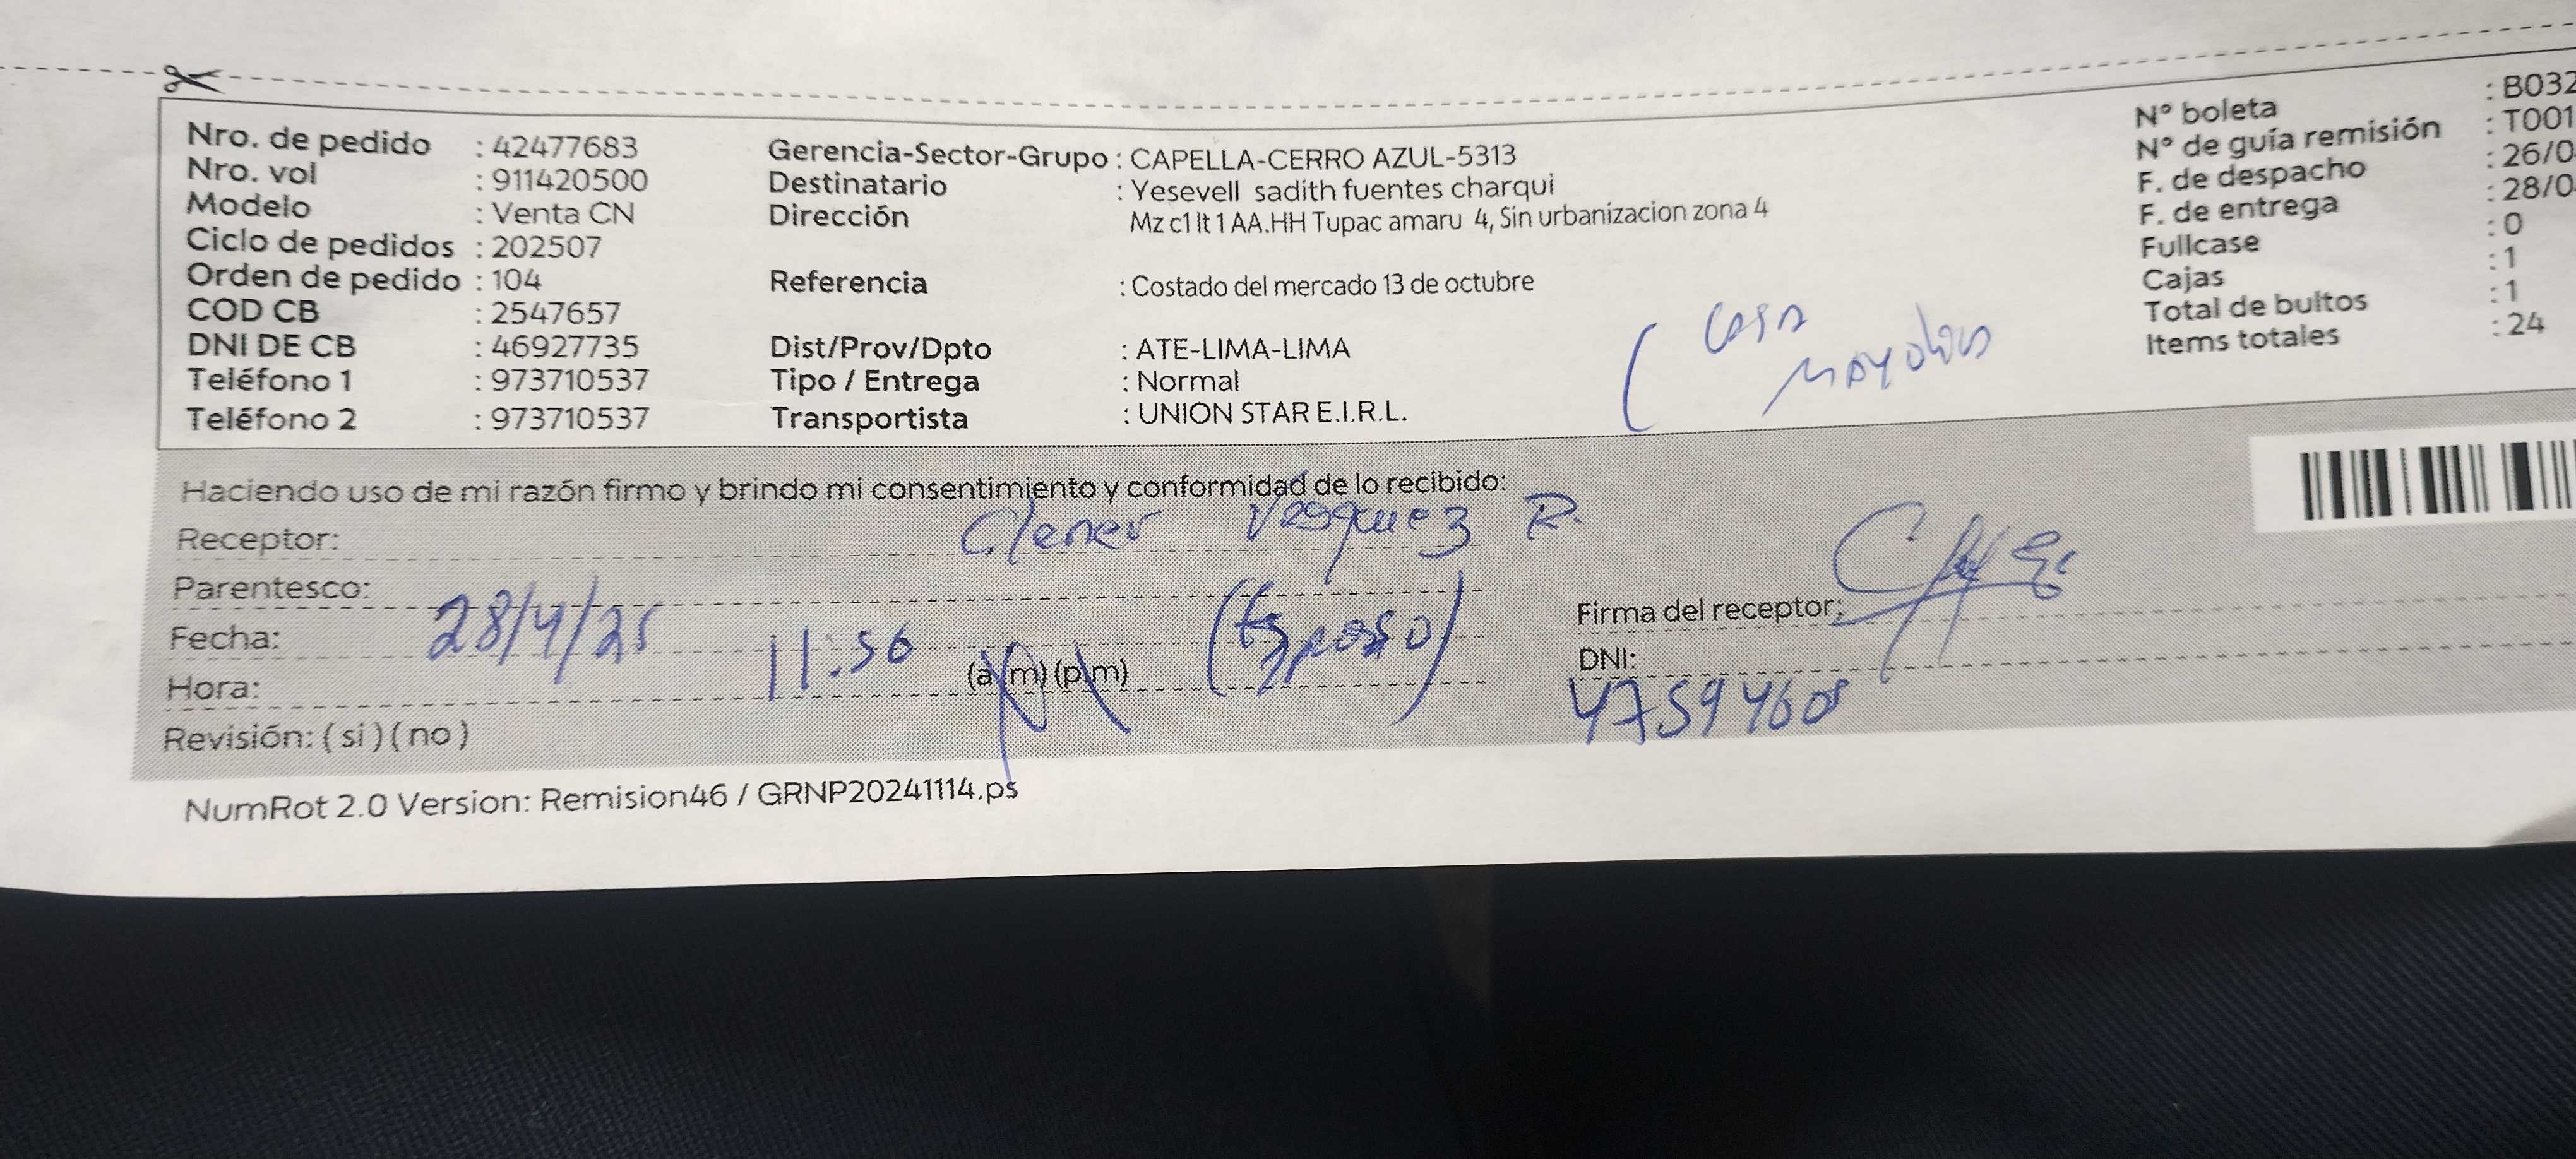 Nro. de pedido : 42477683
Nro. vol : 911420500
Modelo : Venta CN
Ciclo de pedidos : 202507
Orden de pedido : 104
COD CB : 2547657
DNI DE CB : 46927735
Teléfono 1 : 973710537
Teléfono 2 : 973710537
Gerencia-Sector-Grupo : CAPELLA-CERRO AZUL-5313
Destinatario : Yesevell sadith fuentes charqui
Dirección Mz c1 lt 1 AA.HH Tupac amaru 4, Sin urbanizacion zona 4
Referencia : Costado del mercado 13 de octubre
Dist/Prov/Dpto : ATE-LIMA-LIMA
Tipo / Entrega : Normal
Transportista : UNION STAR E.I.R.L.
( Casa
N° boleta : B032
N° de guía remisión : T001
F. de despacho : 26/0
F. de entrega : 28/0
Fullcase : 0
Cajas : 1
Total de bultos : 1
Items totales : 24
Haciendo uso de mi razón firmo y brindo mi consentimiento y conformidad de lo recibido:
Receptor: Clener Vasquez R.
Parentesco: (Esposo)
Fecha: 28/4/25
Hora: 11:56 (a m) (p m)
Revisión: ( si ) ( no )
Firma del receptor:
DNI: 47594608
NumRot 2.0 Version: Remision46 / GRNP20241114.ps